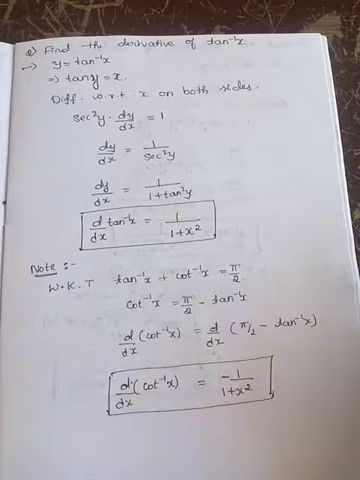 Q) Find the derivative of tan⁻¹x.
→ y = tan⁻¹x
⇒ tany = x.
Diff. w.r.t. x on both sides.
sec²y · dy/dx = 1
dy/dx = 1/sec²y
dy/dx = 1/1+tan²y
d/dx tan⁻¹x = 1/1+x²
Note :-
W.K.T tan⁻¹x + cot⁻¹x = π/2
cot⁻¹x = π/2 - tan⁻¹x
d/dx (cot⁻¹x) = d/dx (π/2 - tan⁻¹x)
d/dx (cot⁻¹x) = -1/1+x²